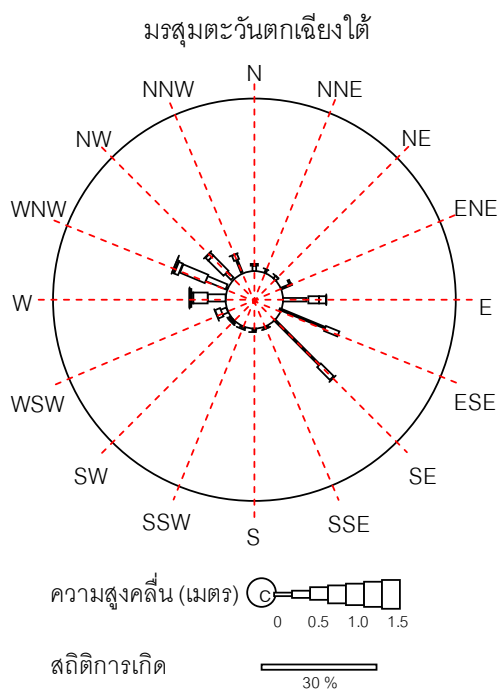 มรสุมตะวันตกเฉียงใต้
N
NNW NNE
NW NE
WNW ENE
W E
WSW ESE
SW SE
SSW SSE
S
ความสูงคลื่น (เมตร) C
0 0.5 1.0 1.5
สถิติการเกิด
30 %